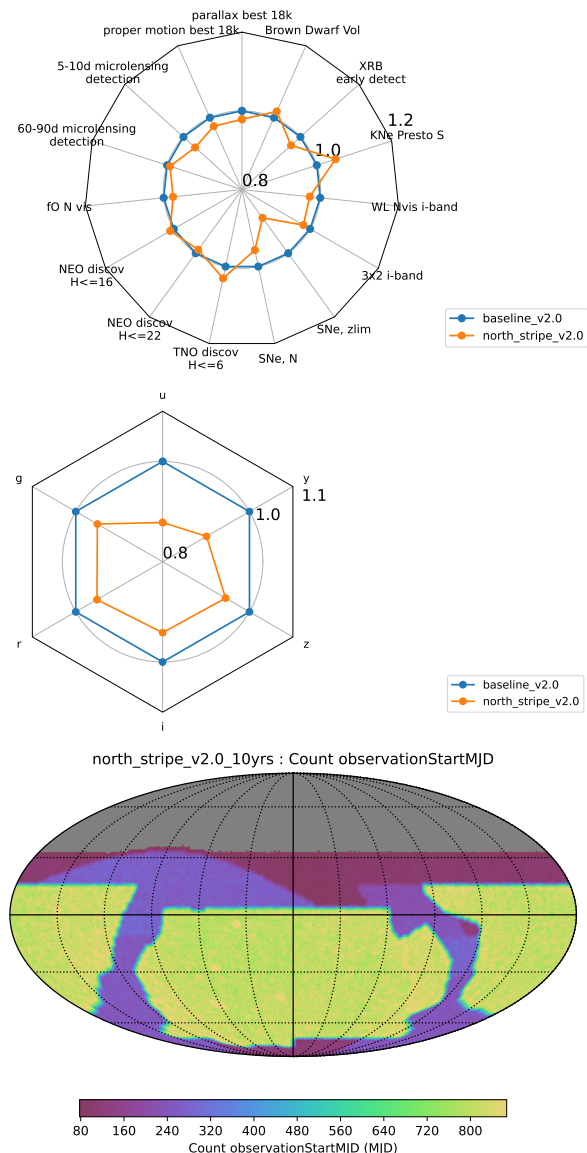 parallax best 18k
proper motion best 18k
Brown Dwarf Vol
5-10d microlensing
detection
XRB
early detect
1.2
60-90d microlensing
detection
KNe Presto S
1.0
0.8
fO N vis
WL Nvis i-band
NEO discov
H<=16
3x2 i-band
NEO discov
H<=22
SNe, zlim
TNO discov
H<=6
SNe, N
baseline_v2.0
north_stripe_v2.0
u
g
y
1.1
1.0
0.8
r
z
i
baseline_v2.0
north_stripe_v2.0
north_stripe_v2.0_10yrs : Count observationStartMJD
80 160 240 320 400 480 560 640 720 800
Count observationStartMJD (MJD)